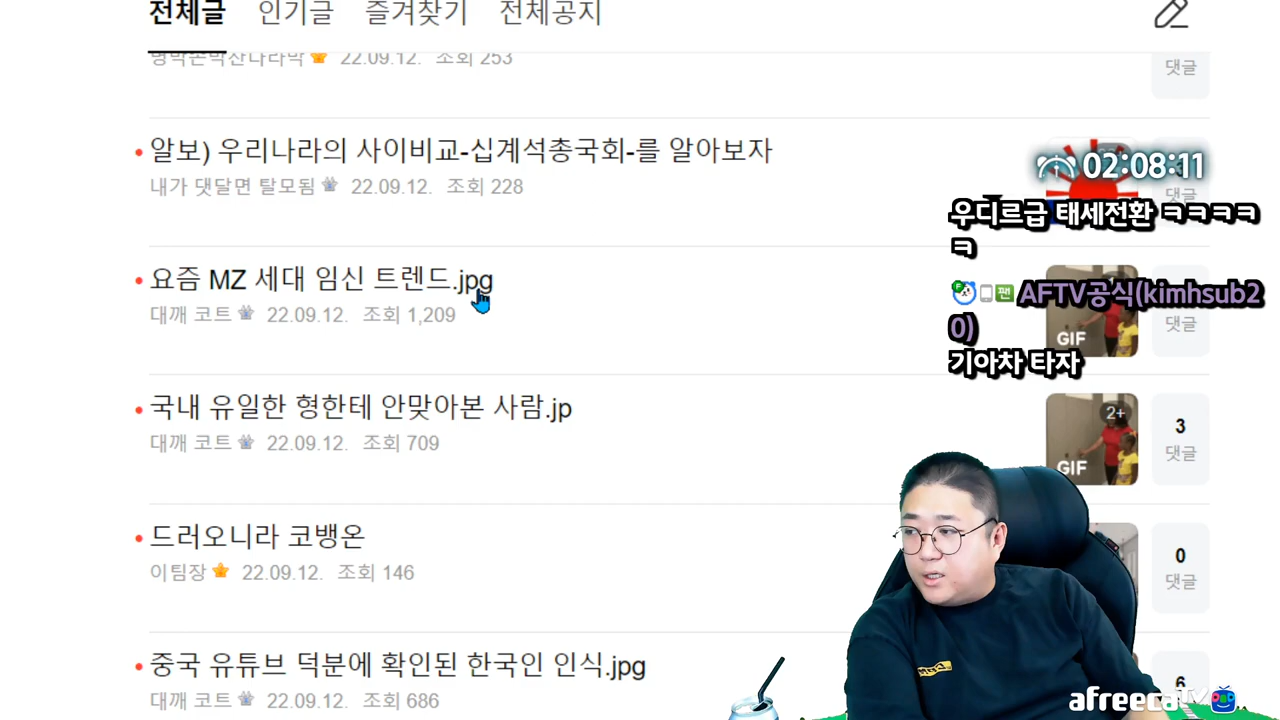 전체글 인기글 즐겨찾기 전체공지
22.09.12. 조회 253
댓글
알보) 우리나라의 사이비교-십계석총국회-를 알아보자
내가 댓달면 탈모됨 22.09.12. 조회 228
댓글
02:08:11
우디르급 태세전환 ㅋㅋㅋㅋ
ㅋ
요즘 MZ 세대 임신 트렌드.jpg
대깨 코트 22.09.12. 조회 1,209
GIF
댓글
팬 AFTV공식(kimhsub2
0)
기아차 타자
국내 유일한 형한테 안맞아본 사람.jp
대깨 코트 22.09.12. 조회 709
2+
GIF
3
댓글
드러오니라 코뱅온
이팀장 22.09.12. 조회 146
0
댓글
중국 유튜브 덕분에 확인된 한국인 인식.jpg
대깨 코트 22.09.12. 조회 686
6
afreecaTV